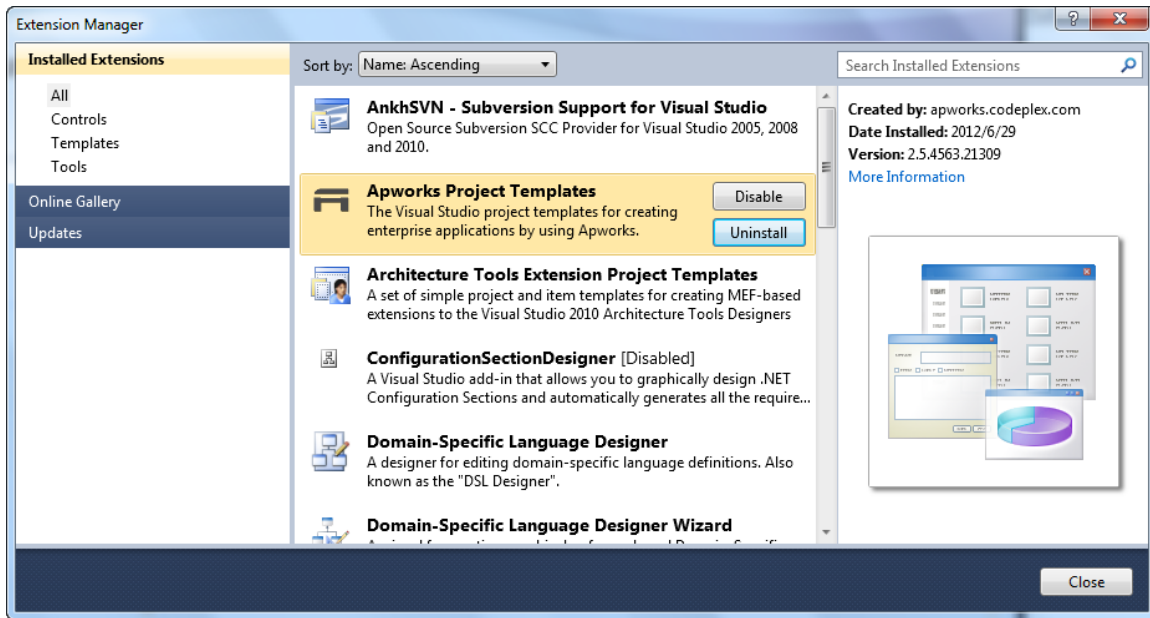 Extension Manager
?
Installed Extensions
All
Controls
Templates
Tools
Online Gallery
Updates
Sort by: Name: Ascending
AnkhSVN - Subversion Support for Visual Studio
Open Source Subversion SCC Provider for Visual Studio 2005, 2008
and 2010.
Apworks Project Templates
The Visual Studio project templates for creating
enterprise applications by using Apworks.
Disable
Uninstall
Architecture Tools Extension Project Templates
A set of simple project and item templates for creating MEF-based
extensions to the Visual Studio 2010 Architecture Tools Designers
ConfigurationSectionDesigner [Disabled]
A Visual Studio add-in that allows you to graphically design .NET
Configuration Sections and automatically generates all the require...
Domain-Specific Language Designer
A designer for editing domain-specific language definitions. Also
known as the "DSL Designer".
Domain-Specific Language Designer Wizard
Search Installed Extensions
Created by: apworks.codeplex.com
Date Installed: 2012/6/29
Version: 2.5.4563.21309
More Information
Close